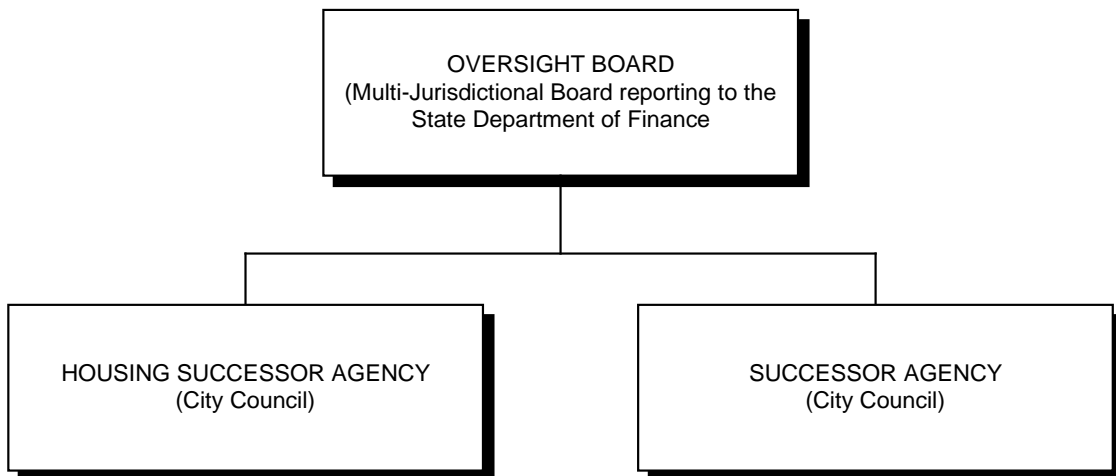 OVERSIGHT BOARD
(Multi-Jurisdictional Board reporting to the
State Department of Finance
HOUSING SUCCESSOR AGENCY
(City Council)
SUCCESSOR AGENCY
(City Council)